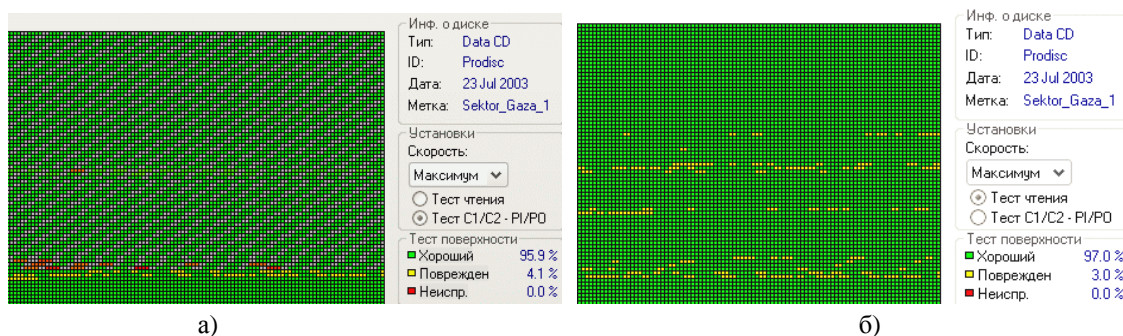 Инф. о диске
Тип: Data CD
ID: Prodisc
Дата: 23 Jul 2003
Метка: Sektor_Gaza_1
Установки
Скорость:
Максимум
Тест чтения
Тест C1/C2 - PI/PO
Тест поверхности
Хороший 95.9 %
Поврежден 4.1 %
Неиспр. 0.0 %
а)
Инф. о диске
Тип: Data CD
ID: Prodisc
Дата: 23 Jul 2003
Метка: Sektor_Gaza_1
Установки
Скорость:
Максимум
Тест чтения
Тест C1/C2 - PI/PO
Тест поверхности
Хороший 97.0 %
Поврежден 3.0 %
Неиспр. 0.0 %
б)